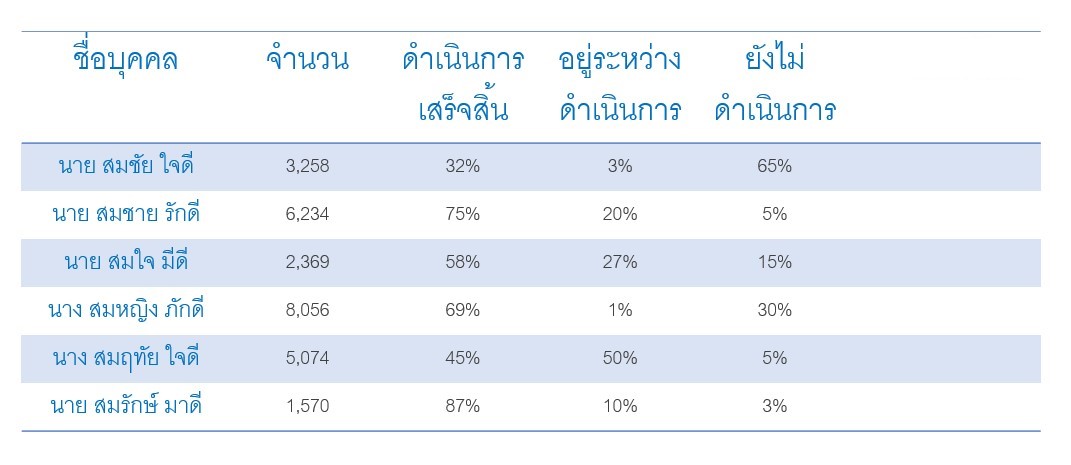 ชื่อบุคคล จำนวน ดำเนินการ อยู่ระหว่าง ยังไม่
เสร็จสิ้น ดำเนินการ ดำเนินการ
นาย สมชัย ใจดี 3,258 32% 3% 65%
นาย สมชาย รักดี 6,234 75% 20% 5%
นาย สมใจ มีดี 2,369 58% 27% 15%
นาง สมหญิง ภักดี 8,056 69% 1% 30%
นาง สมฤทัย ใจดี 5,074 45% 50% 5%
นาย สมรักษ์ มาดี 1,570 87% 10% 3%